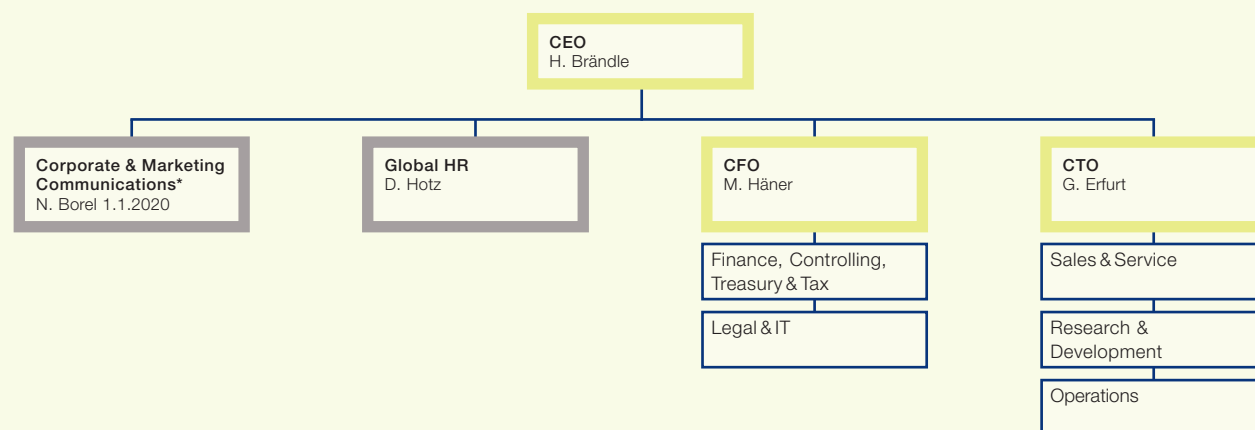 CEO
H. Brändle
Corporate & Marketing
Communications*
N. Borel 1.1.2020
Global HR
D. Hotz
CFO
M. Häner
Finance, Controlling,
Treasury & Tax
Legal & IT
CTO
G. Erfurt
Sales & Service
Research &
Development
Operations